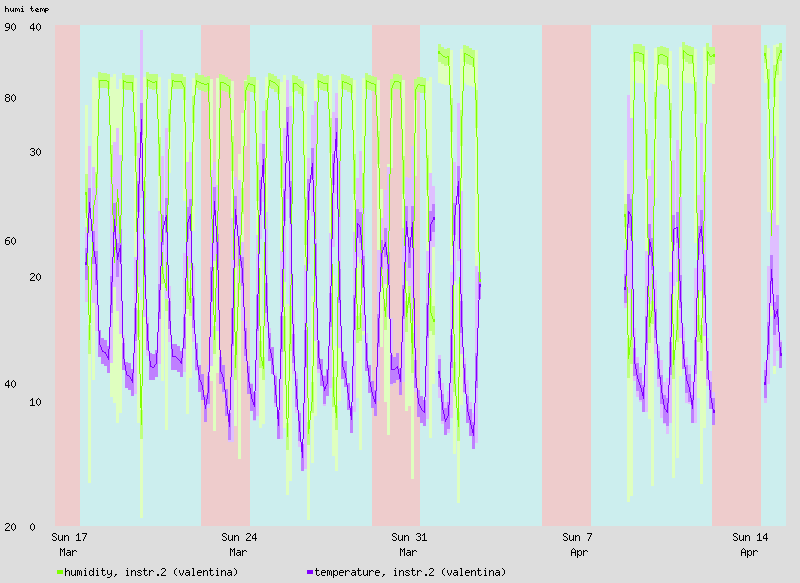 humi temp
90 40
80
30
60
20
40
10
20 0
Sun 17 Sun 24 Sun 31 Sun 7 Sun 14
Mar Mar Mar Apr Apr
humidity, instr.2 (valentina) temperature, instr.2 (valentina)